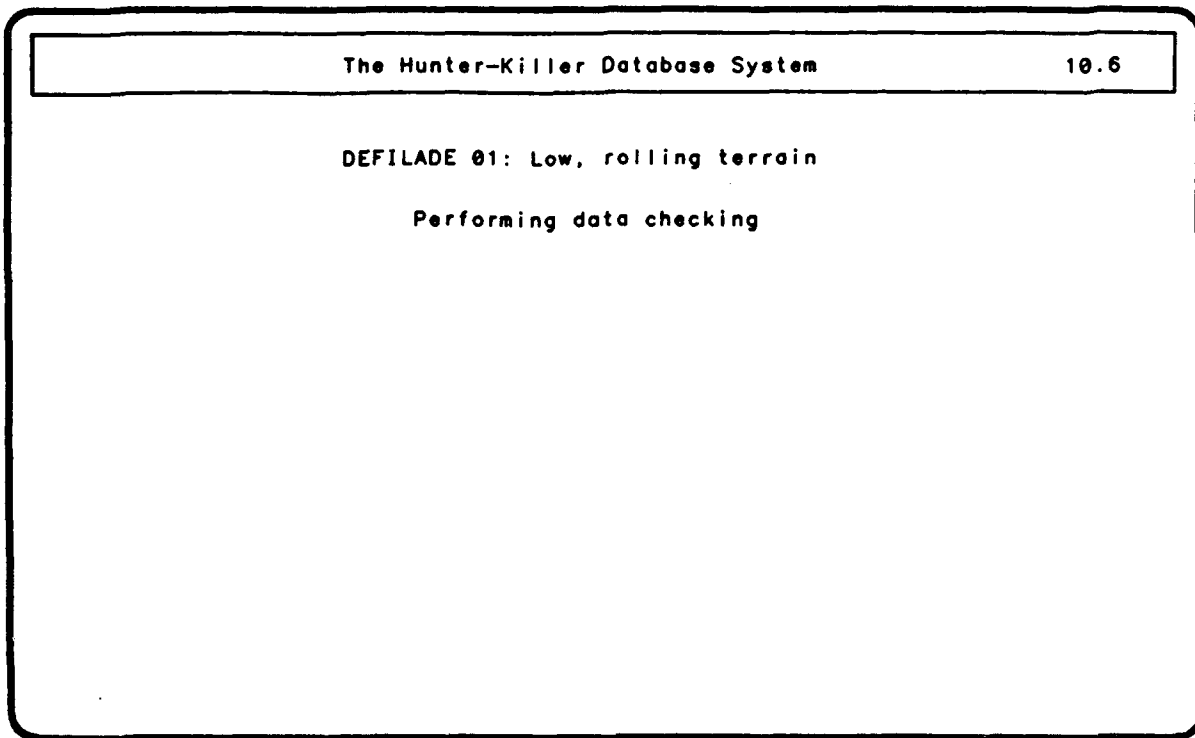 The Hunter-Killer Database System 10.6
DEFILADE 01: Low, rolling terrain
Performing data checking